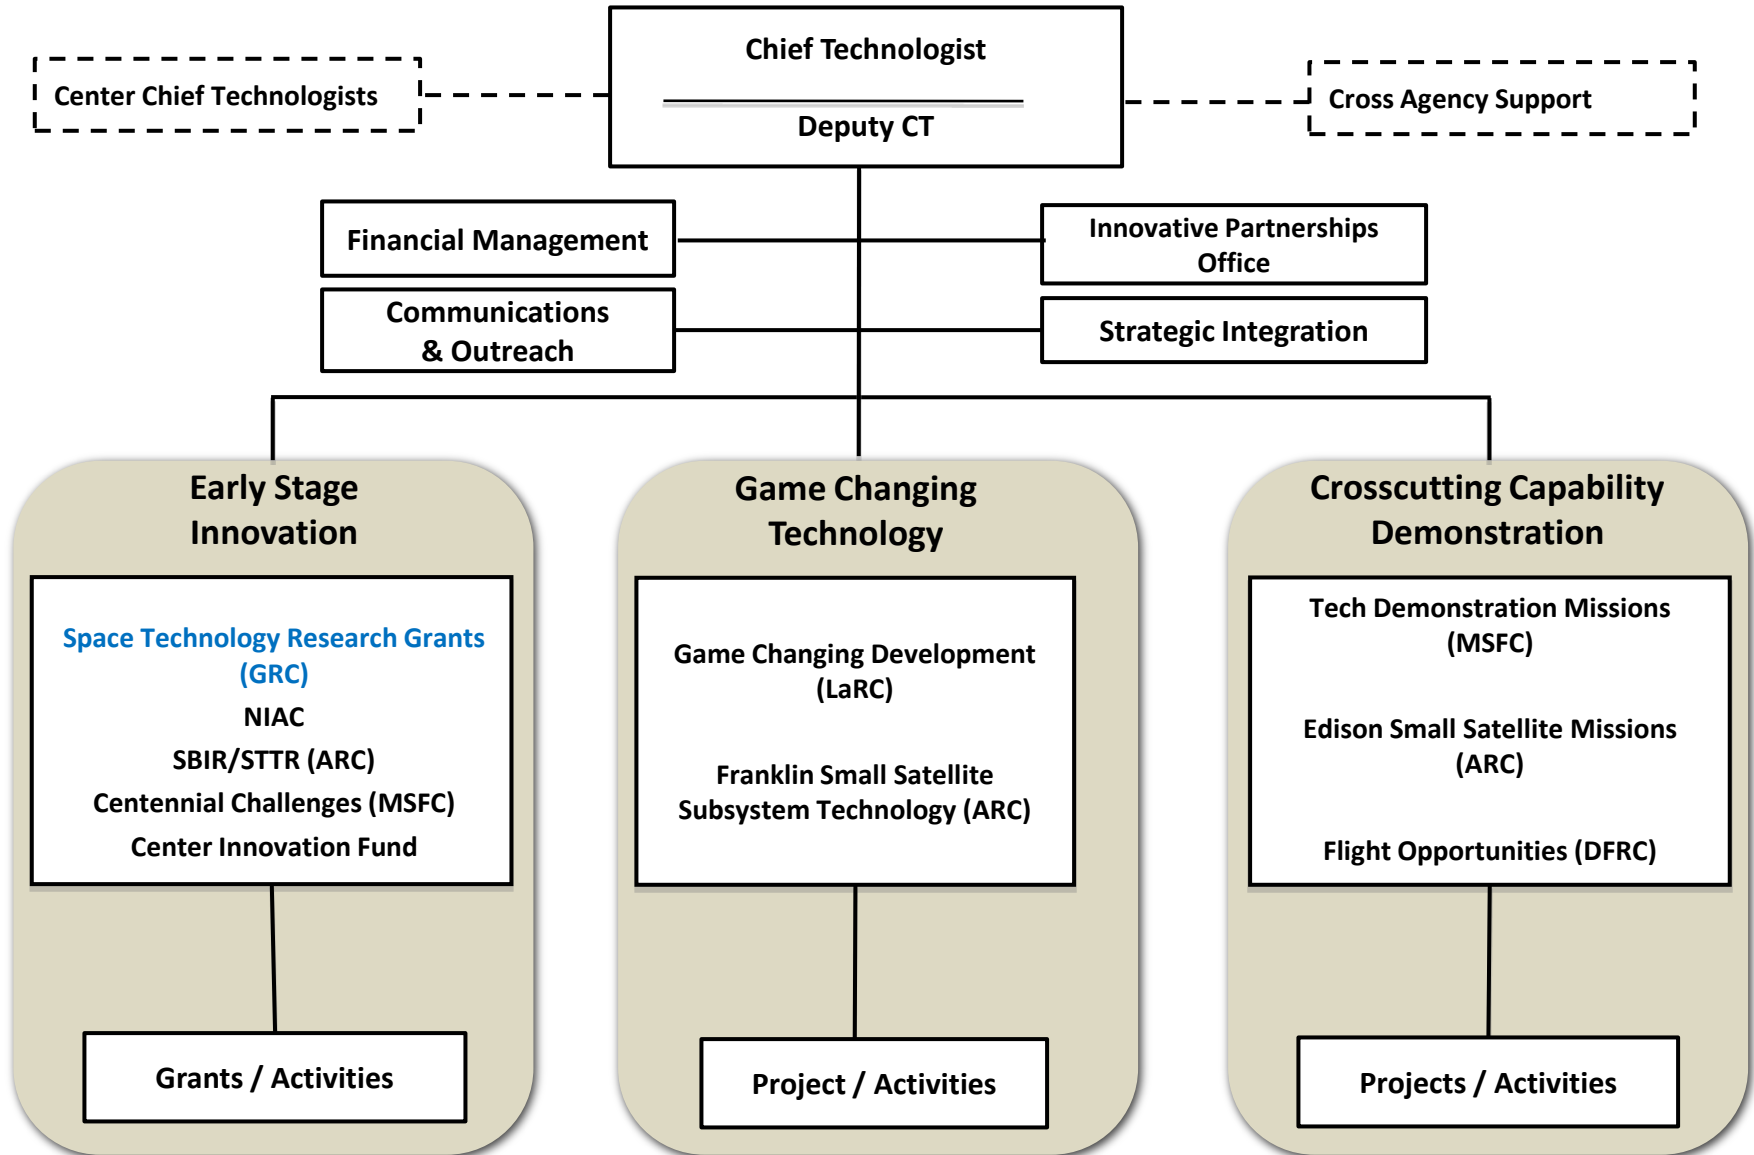 Chief Technologist
Deputy CT
Center Chief Technologists
Cross Agency Support
Financial Management
Innovative Partnerships
Office
Communications
& Outreach
Strategic Integration
Early Stage
Innovation
Space Technology Research Grants
(GRC)
NIAC
SBIR/STTR (ARC)
Centennial Challenges (MSFC)
Center Innovation Fund
Grants / Activities
Game Changing
Technology
Game Changing Development
(LaRC)
Franklin Small Satellite
Subsystem Technology (ARC)
Project / Activities
Crosscutting Capability
Demonstration
Tech Demonstration Missions
(MSFC)
Edison Small Satellite Missions
(ARC)
Flight Opportunities (DFRC)
Projects / Activities